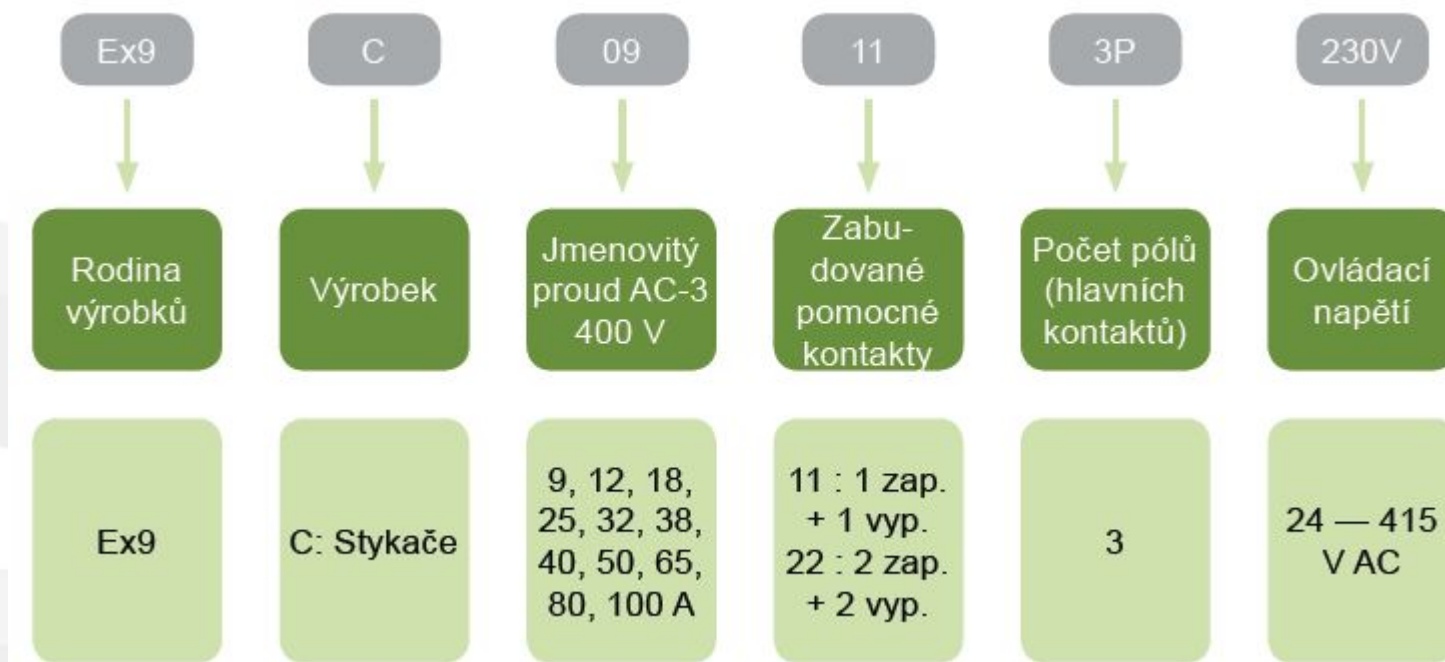 Ex9
C
09
11
3P
230V
Rodina
výrobků
Výrobek
Jmenovitý
proud AC-3
400 V
Zabu-
dované
pomocné
kontakty
Počet pólů
(hlavních
kontaktů)
Ovládací
napětí
Ex9
C: Stykače
9, 12, 18,
25, 32, 38,
40, 50, 65,
80, 100 A
11 : 1 zap.
+ 1 vyp.
22 : 2 zap.
+ 2 vyp.
3
24 — 415
V AC